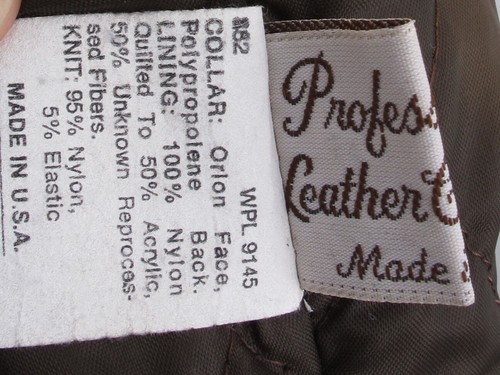 882
WPL 9145
COLLAR: Orlon Face,
Polypropolene Back.
LINING: 100% Nylon
Quilted To 50% Acrylic,
50% Unknown Reproces-
sed Fibers.
KNIT: 95% Nylon,
5% Elastic
MADE IN U.S.A.
Profes
Leather C
Made